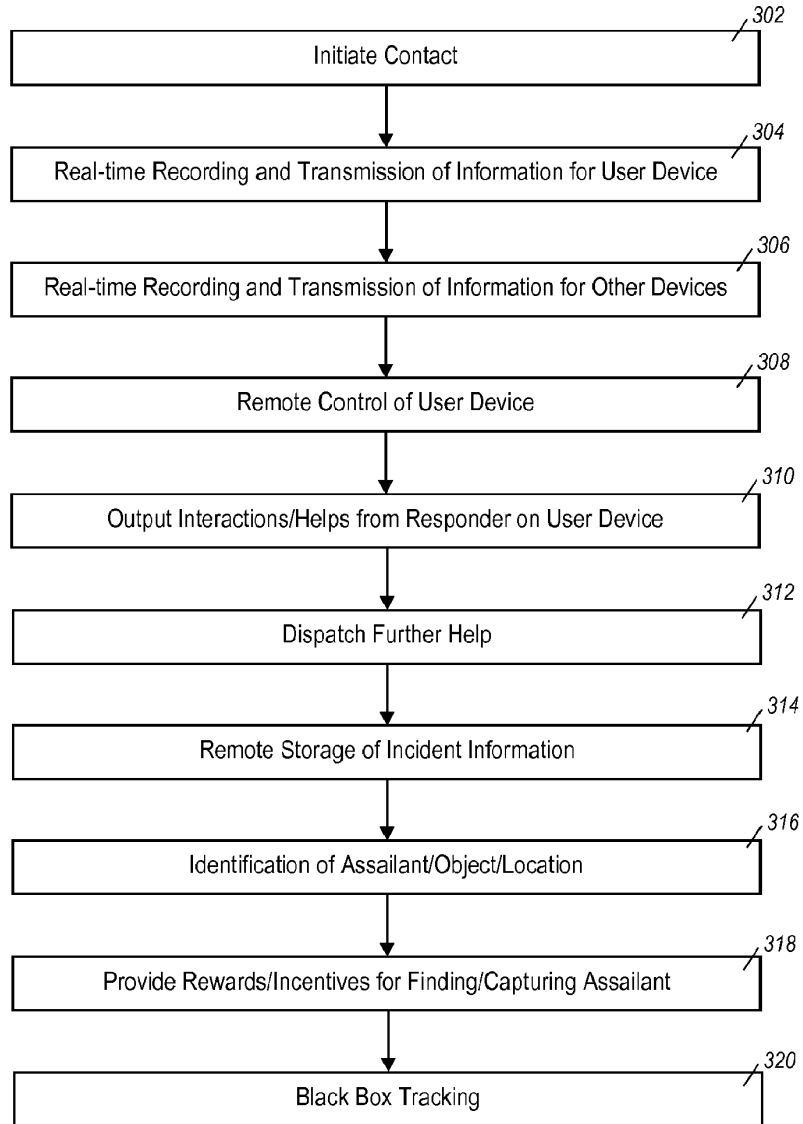 302
Initiate Contact
304
Real-time Recording and Transmission of Information for User Device
306
Real-time Recording and Transmission of Information for Other Devices
308
Remote Control of User Device
310
Output Interactions/Helps from Responder on User Device
312
Dispatch Further Help
314
Remote Storage of Incident Information
316
Identification of Assailant/Object/Location
318
Provide Rewards/Incentives for Finding/Capturing Assailant
320
Black Box Tracking